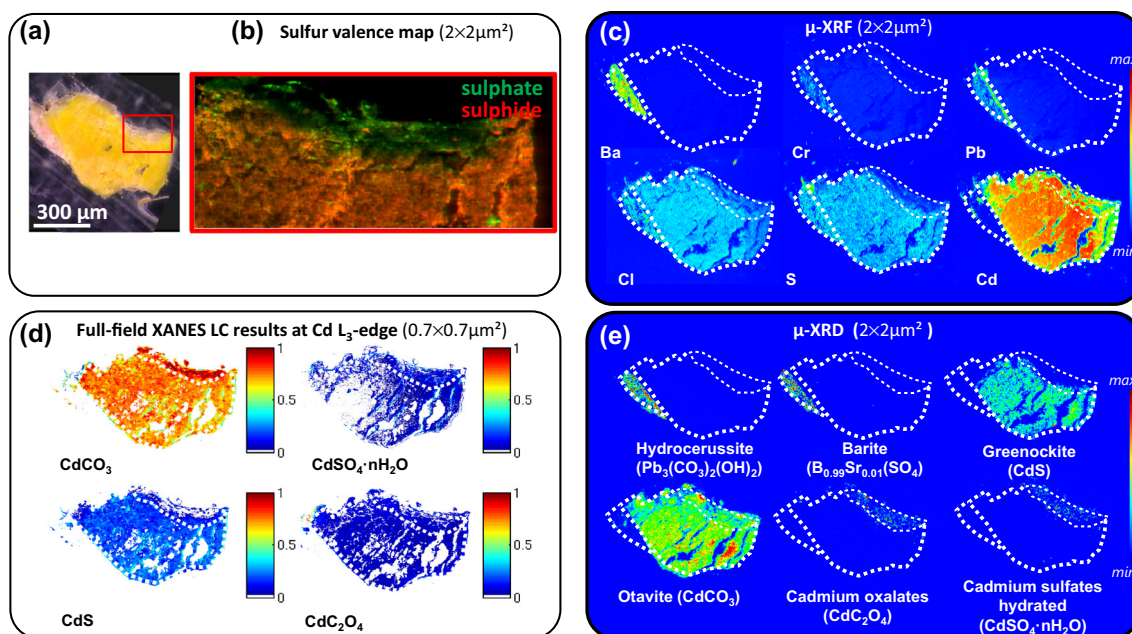 (a)
(b) Sulfur valence map (2×2µm²)
sulphate
sulphide
300 µm
(c)
µ-XRF (2×2µm²)
max
Ba
Cr
Pb
Cl
S
Cd
min
(d)
Full-field XANES LC results at Cd L₃-edge (0.7×0.7µm²)
1
0.5
0
1
0.5
0
CdCO₃
CdSO₄·nH₂O
1
0.5
0
1
0.5
0
CdS
CdC₂O₄
(e)
µ-XRD (2×2µm² )
max
Hydrocerussite
(Pb₃(CO₃)₂(OH)₂)
Barite
(B₀.₉₉Sr₀.₀₁(SO₄)
Greenockite
(CdS)
Otavite (CdCO₃)
Cadmium oxalates
(CdC₂O₄)
Cadmium sulfates
hydrated
(CdSO₄·nH₂O)
min